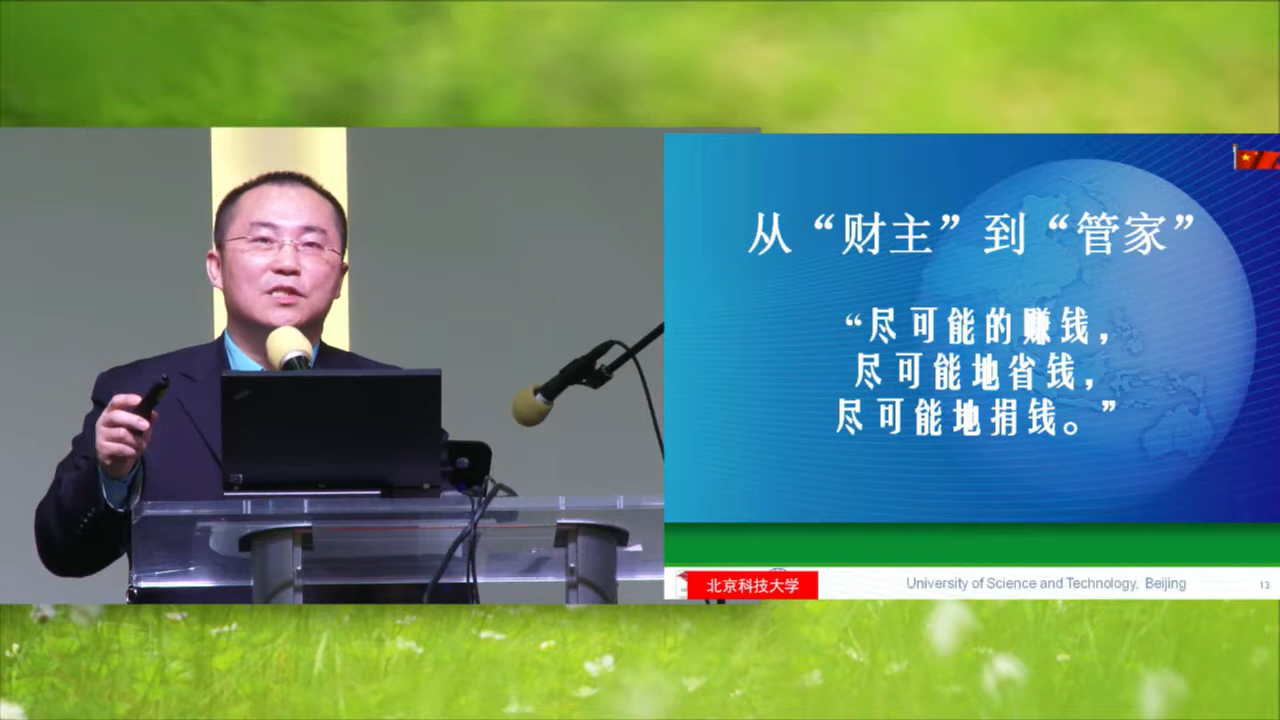 从“财主”到“管家”
“尽可能的赚钱，
尽可能地省钱，
尽可能地捐钱。”
北京科技大学
University of Science and Technology, Beijing
13